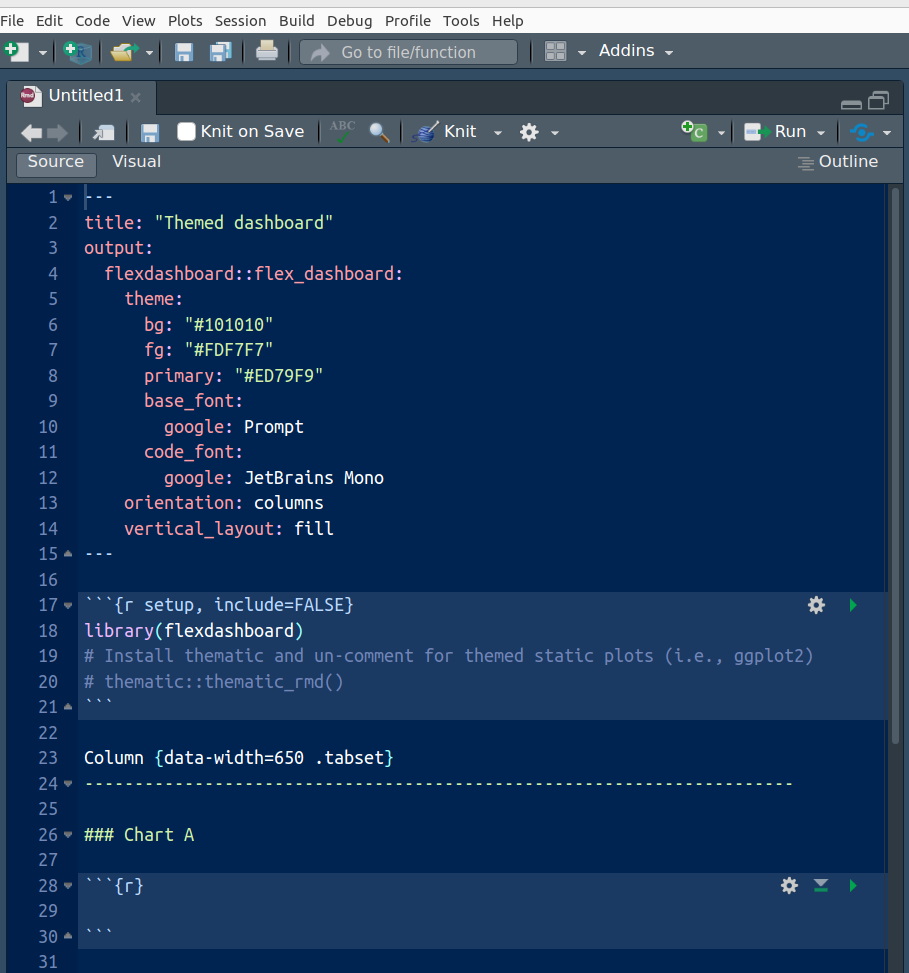 File Edit Code View Plots Session Build Debug Profile Tools Help
R Go to file/function Addins
Rmd Untitled1
Knit on Save ABC Knit C Run
Source Visual Outline
1 ---
2 title: "Themed dashboard"
3 output:
4 flexdashboard::flex_dashboard:
5 theme:
6 bg: "#101010"
7 fg: "#FDF7F7"
8 primary: "#ED79F9"
9 base_font:
10 google: Prompt
11 code_font:
12 google: JetBrains Mono
13 orientation: columns
14 vertical_layout: fill
15 ---
16
17 ```{r setup, include=FALSE}
18 library(flexdashboard)
19 # Install thematic and un-comment for themed static plots (i.e., ggplot2)
20 # thematic::thematic_rmd()
21 ```
22
23 Column {data-width=650 .tabset}
24 -----------------------------------------------------------------------
25
26 ### Chart A
27
28 ```{r}
29
30 ```
31